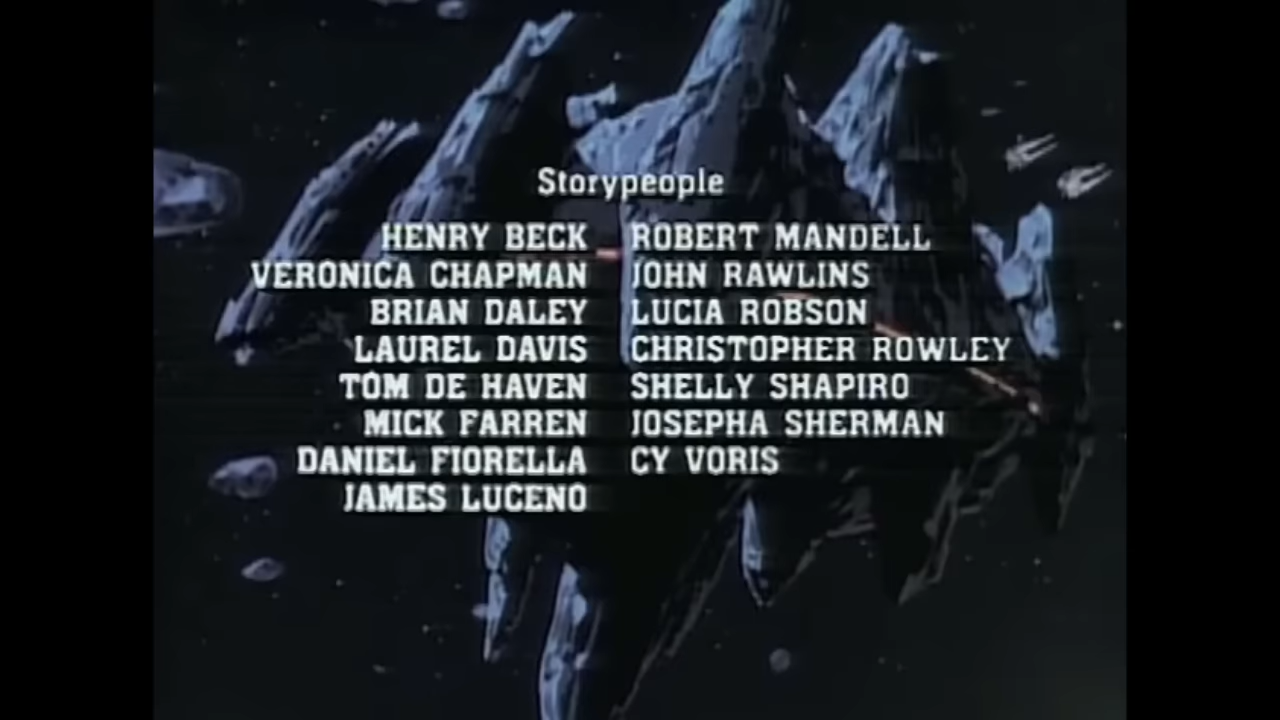 Storypeople
HENRY BECK ROBERT MANDELL
VERONICA CHAPMAN JOHN RAWLINS
BRIAN DALEY LUCIA ROBSON
LAUREL DAVIS CHRISTOPHER ROWLEY
TOM DE HAVEN SHELLY SHAPIRO
MICK FARREN JOSEPHA SHERMAN
DANIEL FIORELLA CY VORIS
JAMES LUCENO